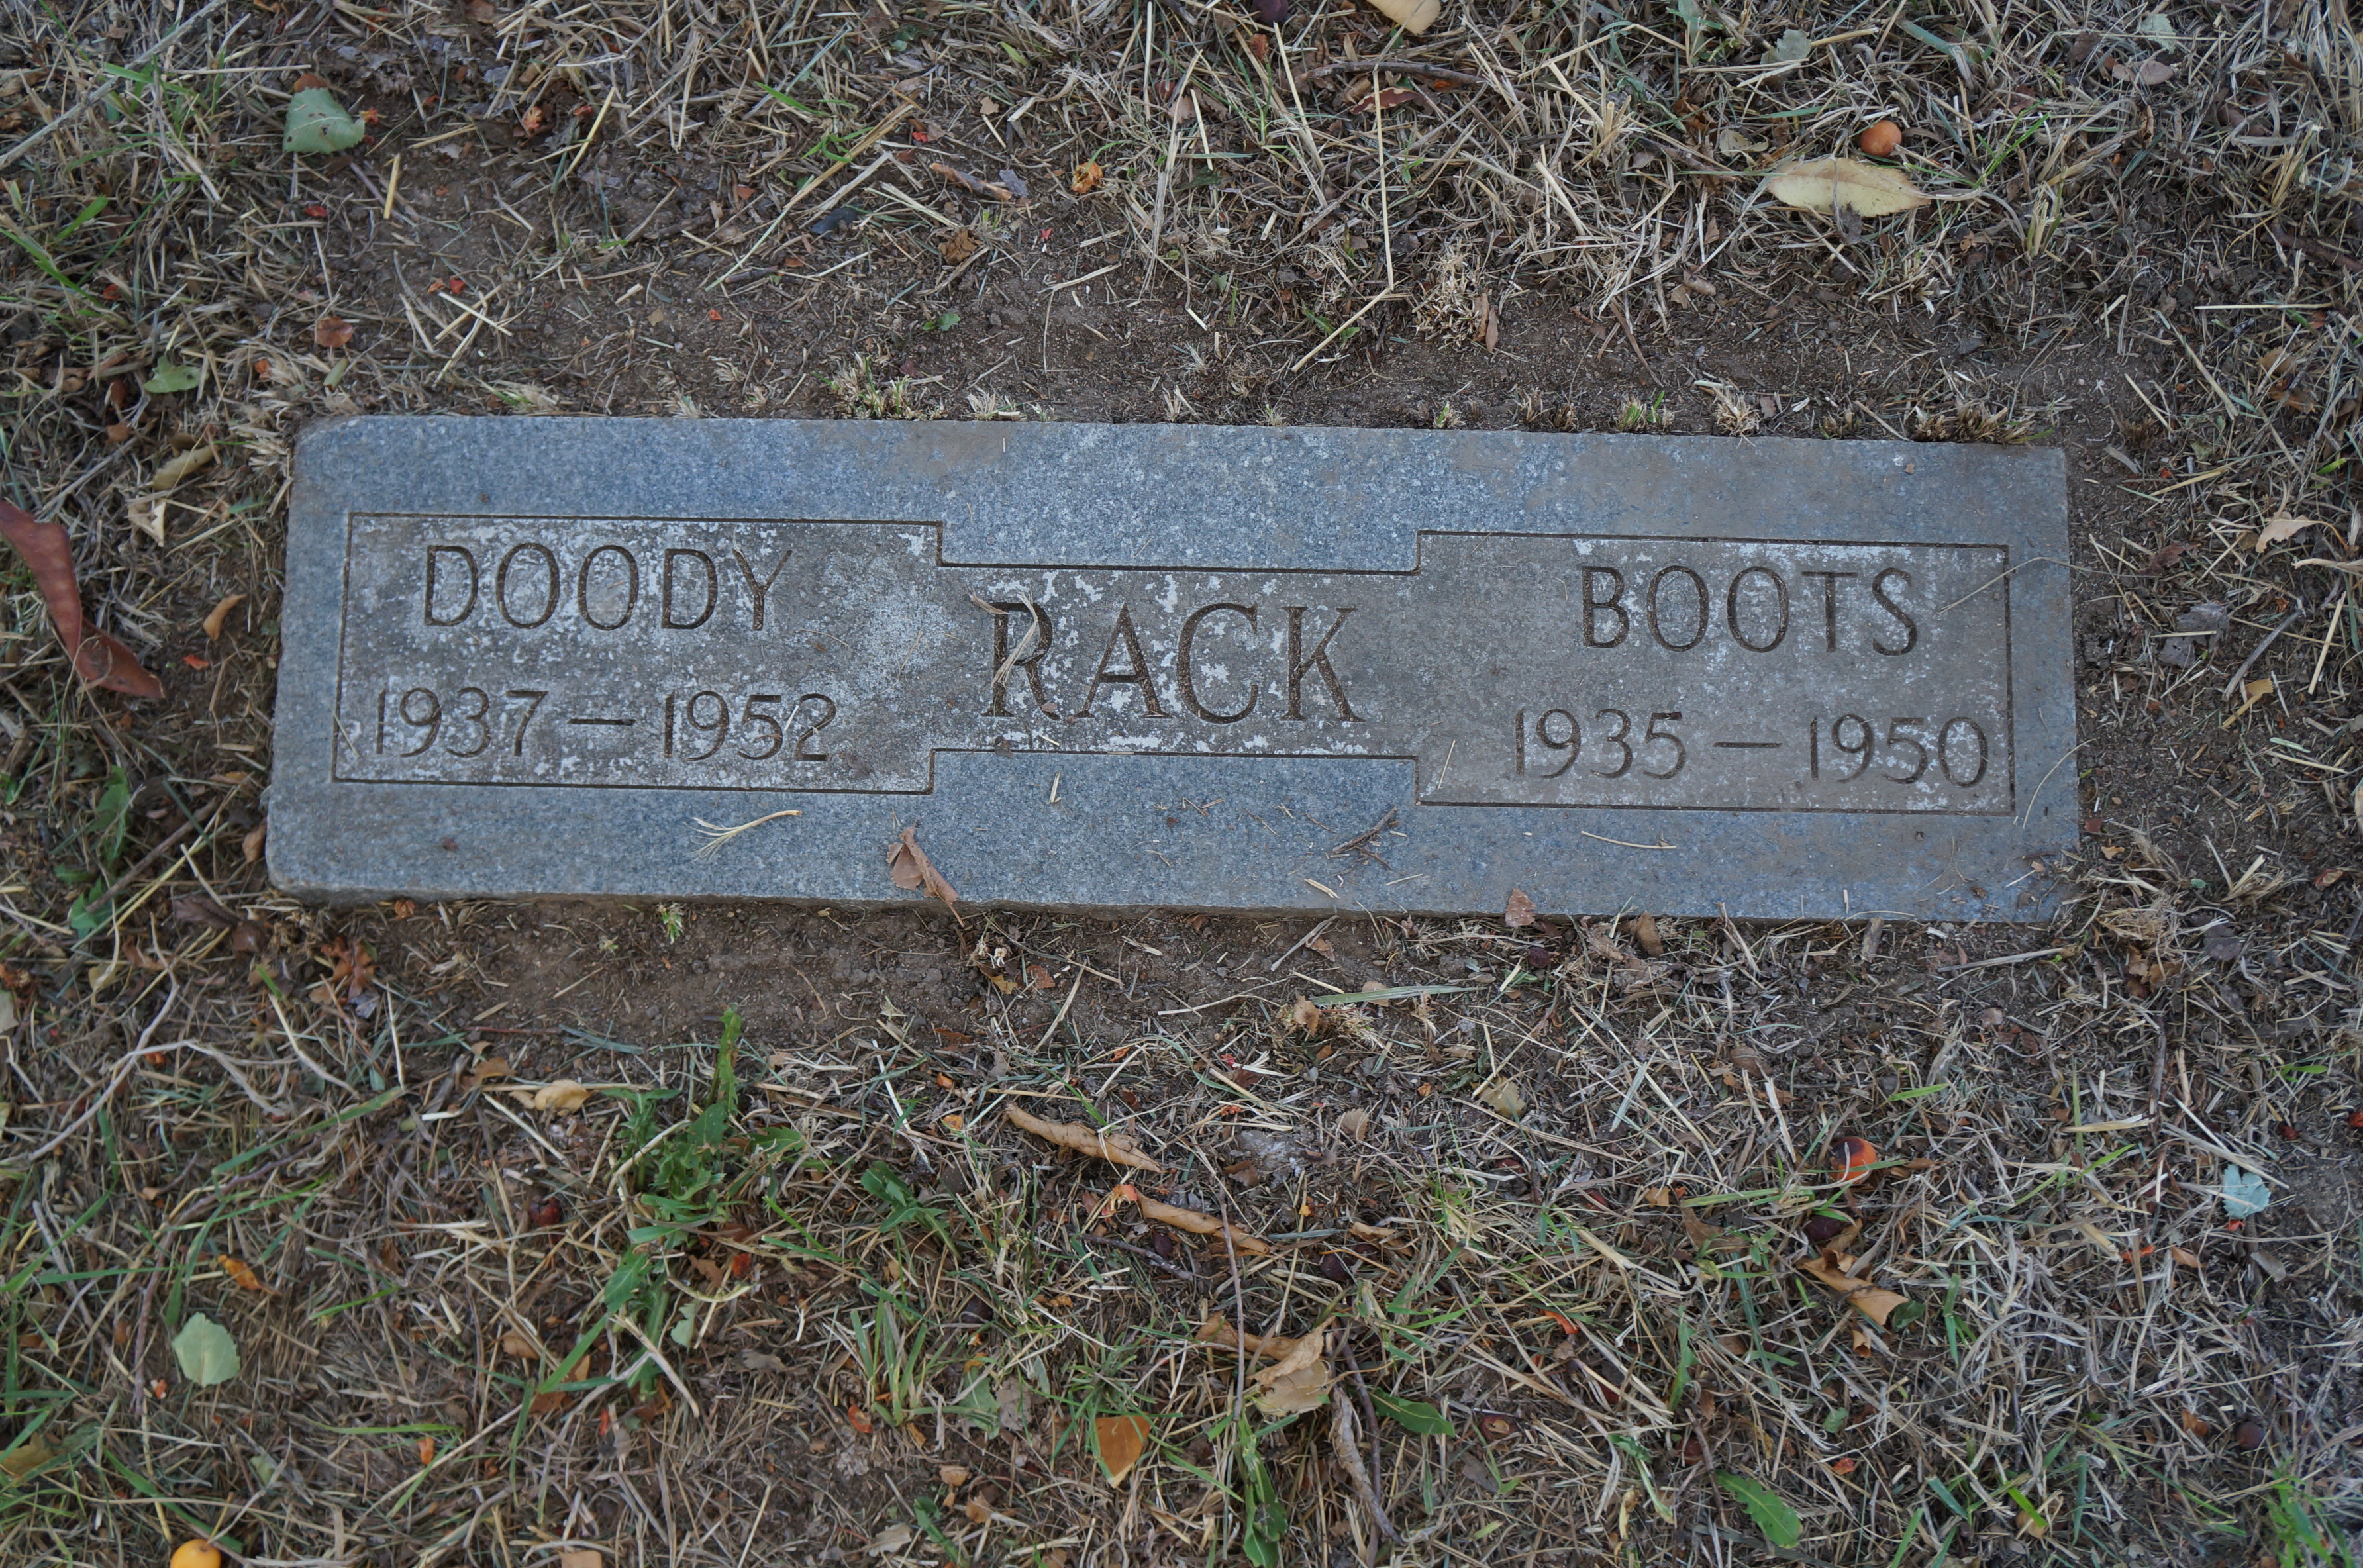 DOODY
1937 — 1952
RACK
BOOTS
1935 — 1950